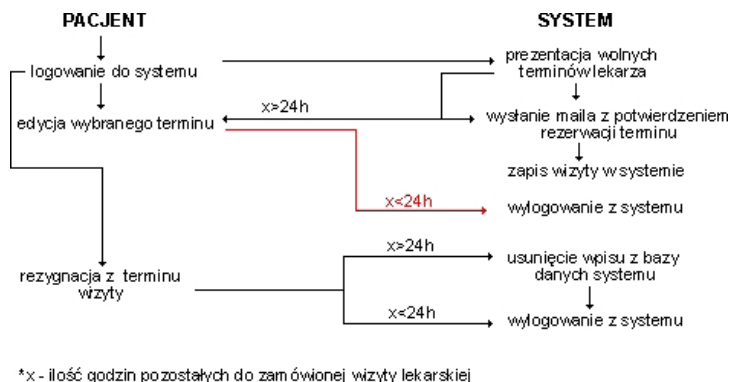 PACJENT
SYSTEM
logowanie do systemu
prezentacja wolnych
terminów lekarza
x>24h
edycja wybranego terminu
wysłanie maila z potwierdzeniem
rezerwacji terminu
zapis wizyty w systemie
x<24h
wylogowanie z systemu
x>24h
rezygnacja z terminu
wizyty
usunięcie wpisu z bazy
danych systemu
x<24h
wylogowanie z systemu
*x - ilość godzin pozostałych do zamówionej wizyty lekarskiej